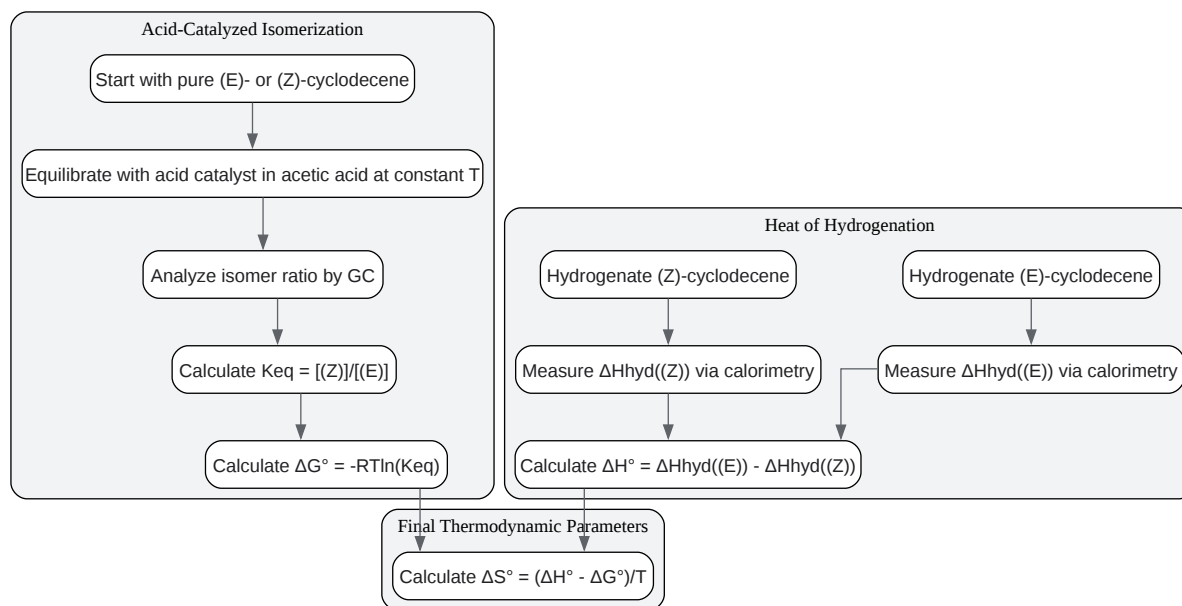 Acid-Catalyzed Isomerization
Start with pure (E)- or (Z)-cyclodecene
Equilibrate with acid catalyst in acetic acid at constant T
Analyze isomer ratio by GC
Calculate Keq = [(Z)]/[(E)]
Calculate ΔG° = -RTln(Keq)
Heat of Hydrogenation
Hydrogenate (Z)-cyclodecene
Hydrogenate (E)-cyclodecene
Measure ΔHhyd((Z)) via calorimetry
Measure ΔHhyd((E)) via calorimetry
Calculate ΔH° = ΔHhyd((E)) - ΔHhyd((Z))
Final Thermodynamic Parameters
Calculate ΔS° = (ΔH° - ΔG°)/T